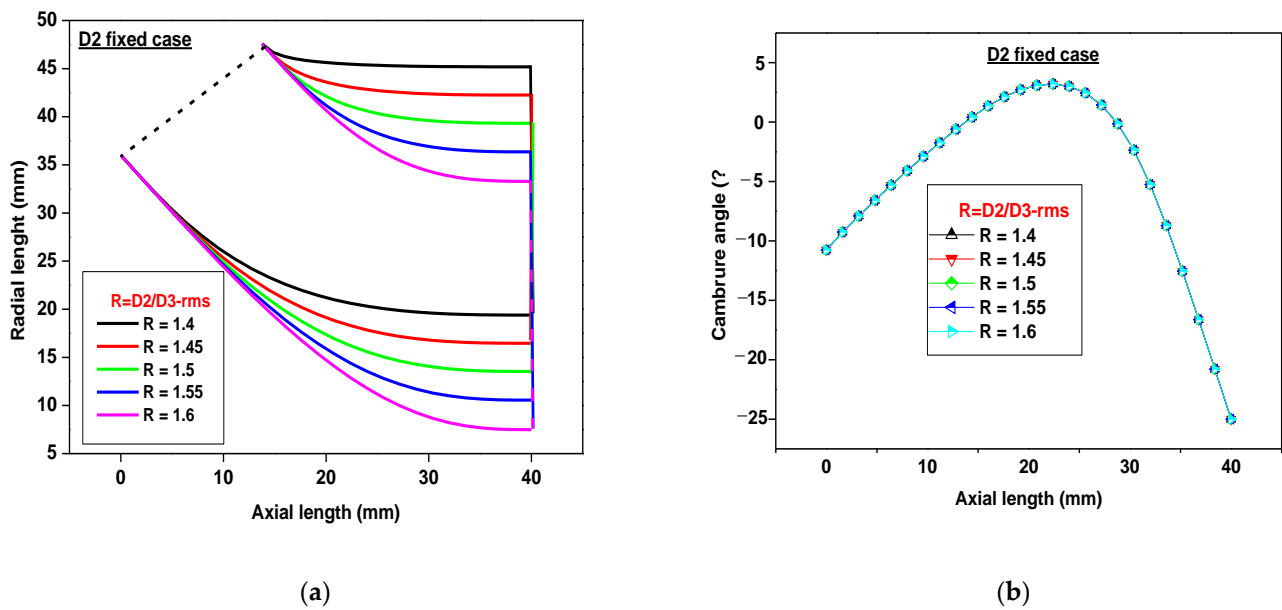 D2 fixed case
50
45
40
35
30
25
20
15
10
5
Radial lenght (mm)
R=D2/D3-rms
R = 1.4
R = 1.45
R = 1.5
R = 1.55
R = 1.6
0 10 20 30 40
Axial length (mm)
(a)
D2 fixed case
5
0
−5
−10
−15
−20
−25
Cambrure angle (?
R=D2/D3-rms
R = 1.4
R = 1.45
R = 1.5
R = 1.55
R = 1.6
0 10 20 30 40
Axial length (mm)
(b)